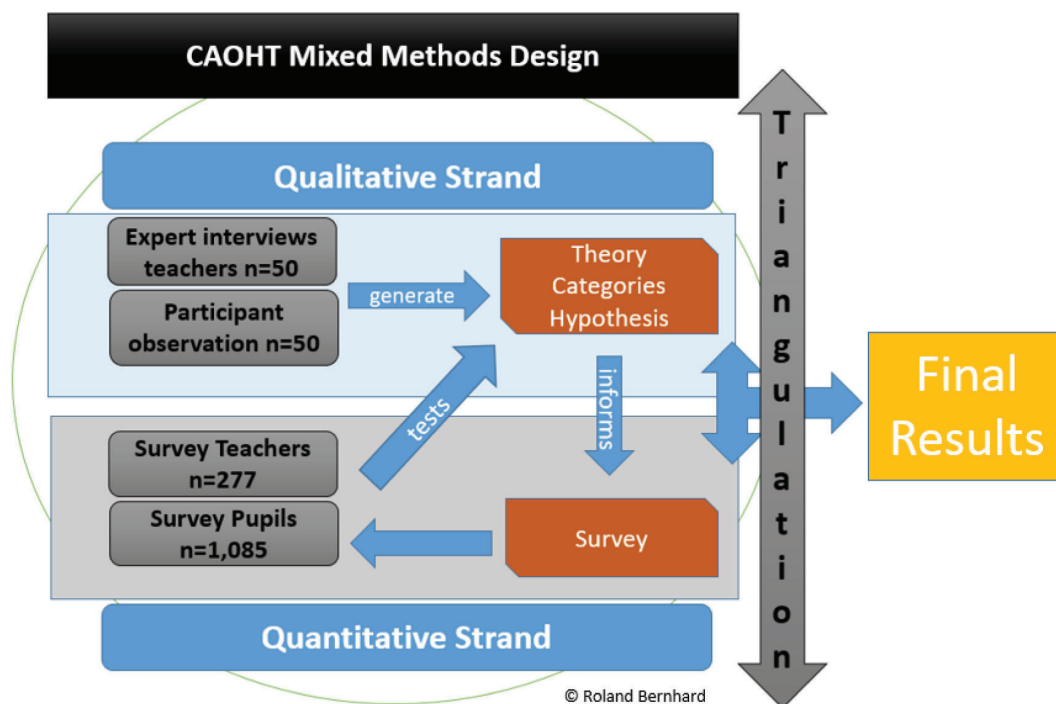 CAOHT Mixed Methods Design
Qualitative Strand
Expert interviews
teachers n=50
Participant
observation n=50
generate
Theory
Categories
Hypothesis
tests
informs
Survey Teachers
n=277
Survey Pupils
n=1,085
Survey
Quantitative Strand
Triangulation
Final
Results
© Roland Bernhard